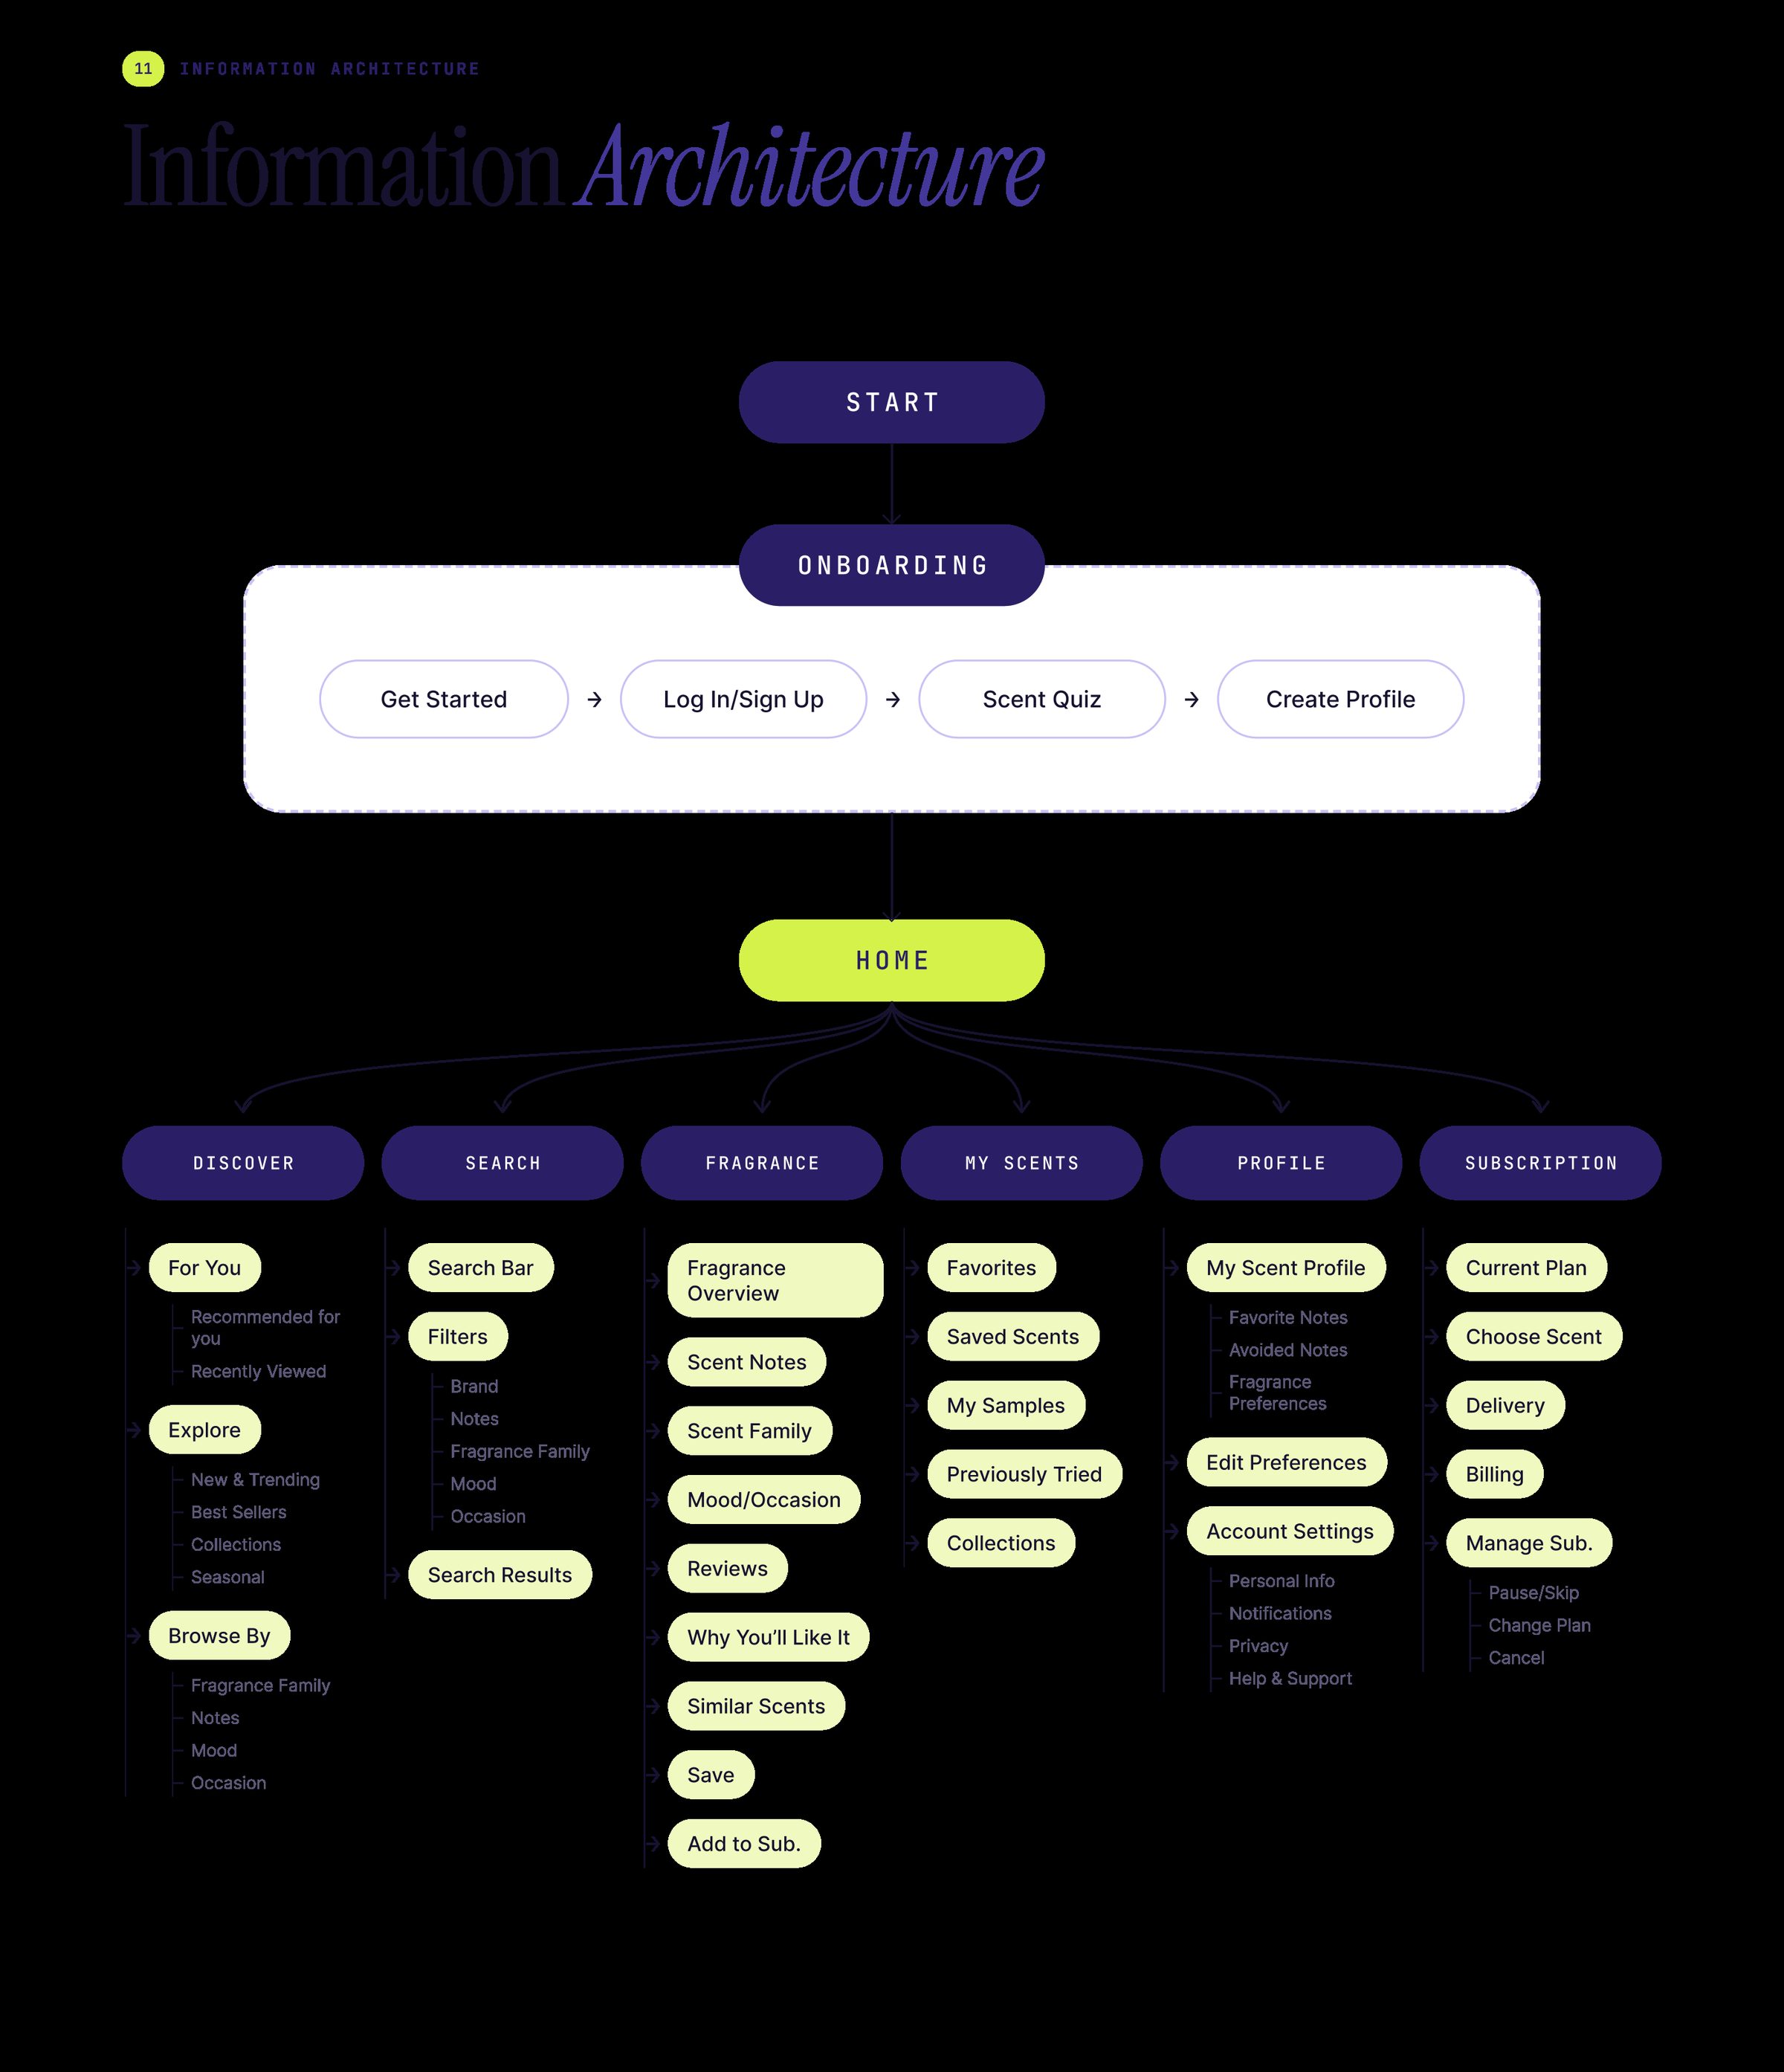 11 INFORMATION ARCHITECTURE
Information Architecture
START
ONBOARDING
Get Started → Log In/Sign Up → Scent Quiz → Create Profile
HOME
DISCOVER
For You
Recommended for
you
Recently Viewed
Explore
New & Trending
Best Sellers
Collections
Seasonal
Browse By
Fragrance Family
Notes
Mood
Occasion
SEARCH
Search Bar
Filters
Brand
Notes
Fragrance Family
Mood
Occasion
Search Results
FRAGRANCE
Fragrance
Overview
Scent Notes
Scent Family
Mood/Occasion
Reviews
Why You’ll Like It
Similar Scents
Save
Add to Sub.
MY SCENTS
Favorites
Saved Scents
My Samples
Previously Tried
Collections
PROFILE
My Scent Profile
Favorite Notes
Avoided Notes
Fragrance
Preferences
Edit Preferences
Account Settings
Personal Info
Notifications
Privacy
Help & Support
SUBSCRIPTION
Current Plan
Choose Scent
Delivery
Billing
Manage Sub.
Pause/Skip
Change Plan
Cancel